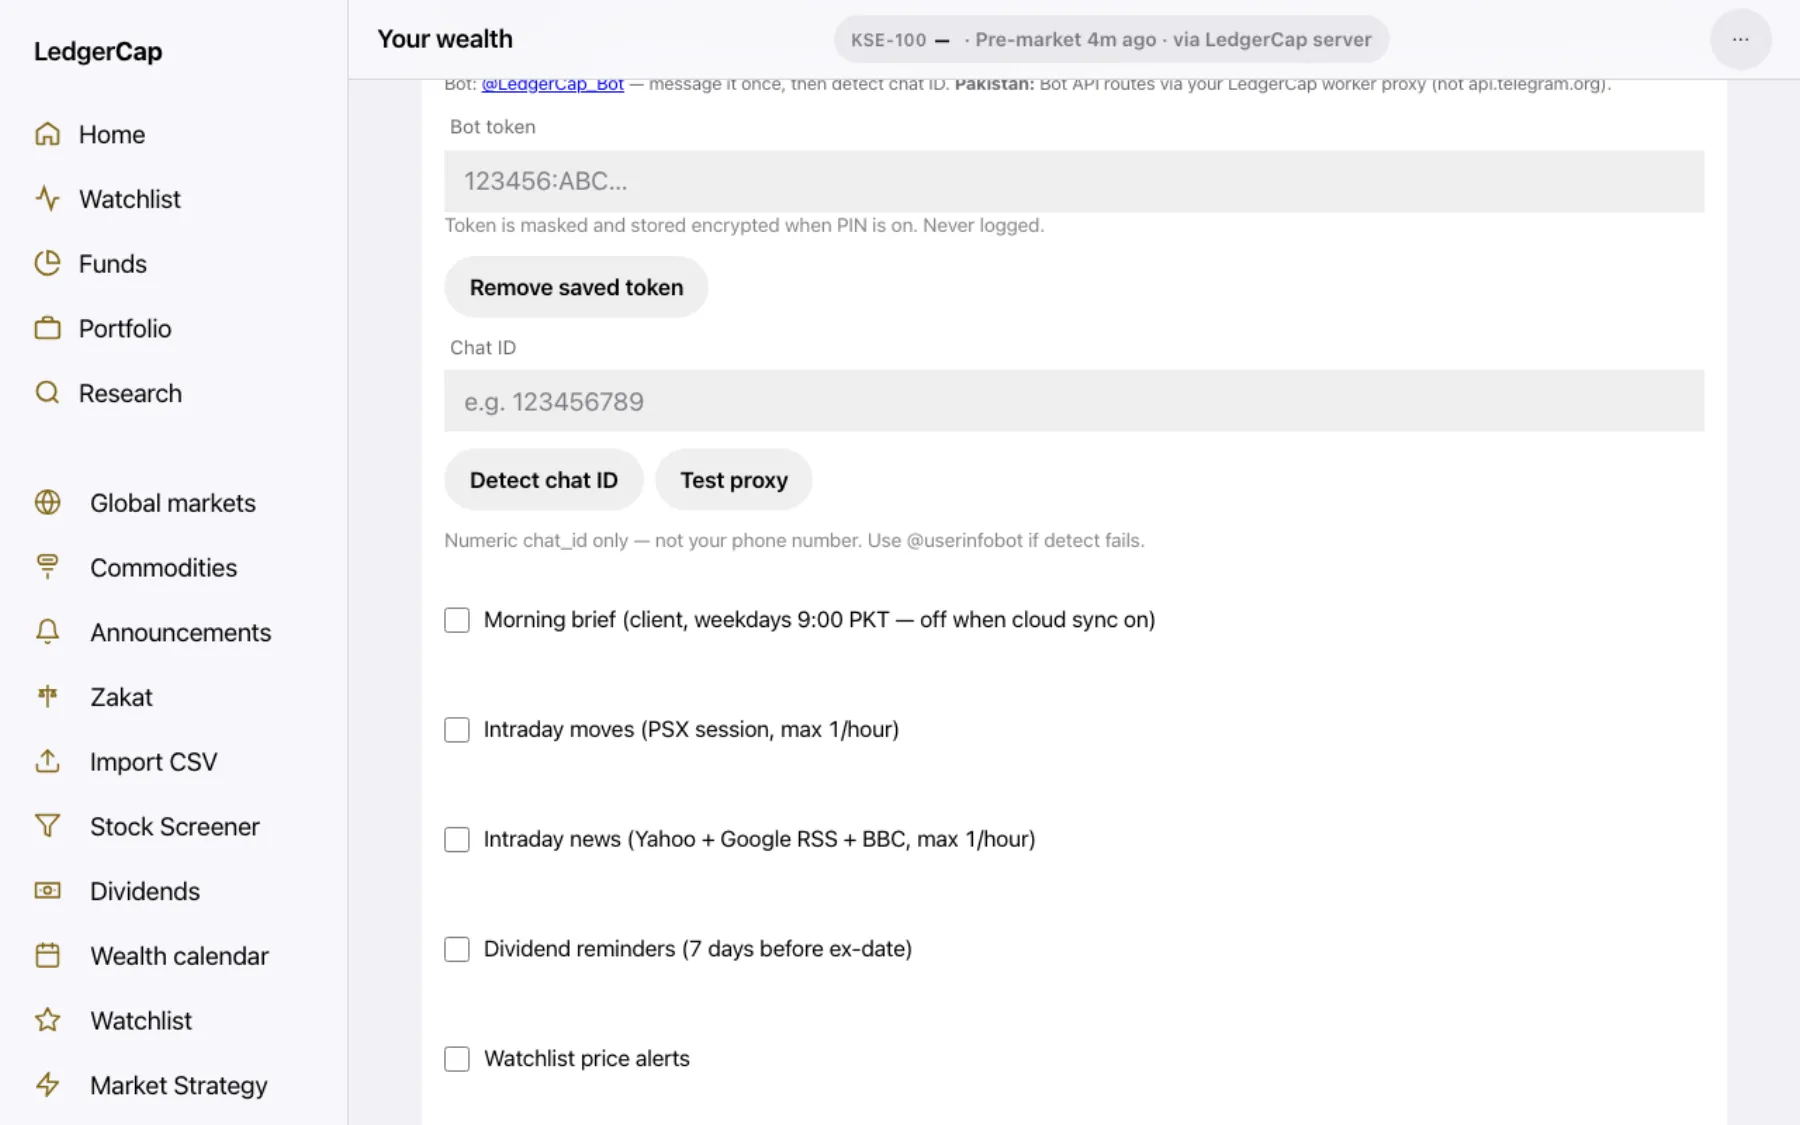 LedgerCap
Home
Watchlist
Funds
Portfolio
Research
Global markets
Commodities
Announcements
Zakat
Import CSV
Stock Screener
Dividends
Wealth calendar
Watchlist
Market Strategy
Your wealth
KSE-100 — · Pre-market 4m ago · via LedgerCap server
...
Bot: @LedgerCap_Bot — message it once, then detect chat ID. Pakistan: Bot API routes via your LedgerCap worker proxy (not api.telegram.org).
Bot token
123456:ABC...
Token is masked and stored encrypted when PIN is on. Never logged.
Remove saved token
Chat ID
e.g. 123456789
Detect chat ID
Test proxy
Numeric chat_id only — not your phone number. Use @userinfobot if detect fails.
Morning brief (client, weekdays 9:00 PKT — off when cloud sync on)
Intraday moves (PSX session, max 1/hour)
Intraday news (Yahoo + Google RSS + BBC, max 1/hour)
Dividend reminders (7 days before ex-date)
Watchlist price alerts